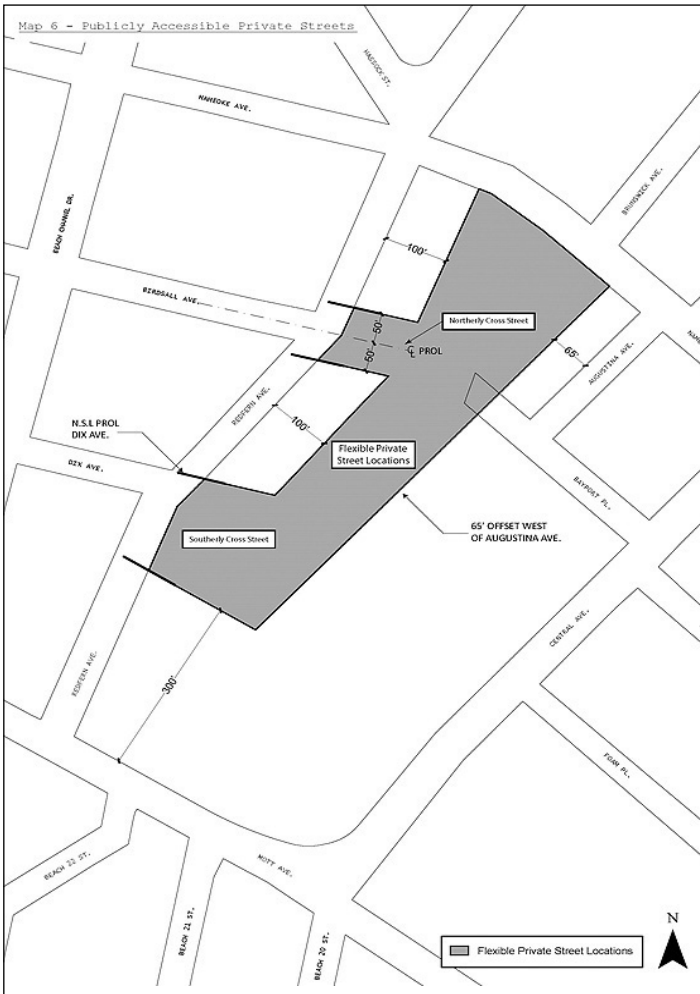 Map 6 - Publicly Accessible Private Streets
HASSOCK ST.
NAMEOKE AVE.
BRUNSWICK AVE.
BEACH CHANNEL DR.
100'
BIRDSALL AVE.
50'
Northerly Cross Street
50'
℄ PROL
65'
AUGUSTINA AVE.
REDFERN AVE.
100'
N.S.L PROL
DIX AVE.
Flexible Private
Street Locations
DIX AVE.
BAYPORT PL.
65' OFFSET WEST
OF AUGUSTINA AVE.
Southerly Cross Street
CENTRAL AVE.
REDFERN AVE.
300'
FOAM PL.
BEACH 22 ST.
MOTT AVE.
BEACH 21 ST.
BEACH 20 ST.
N
Flexible Private Street Locations